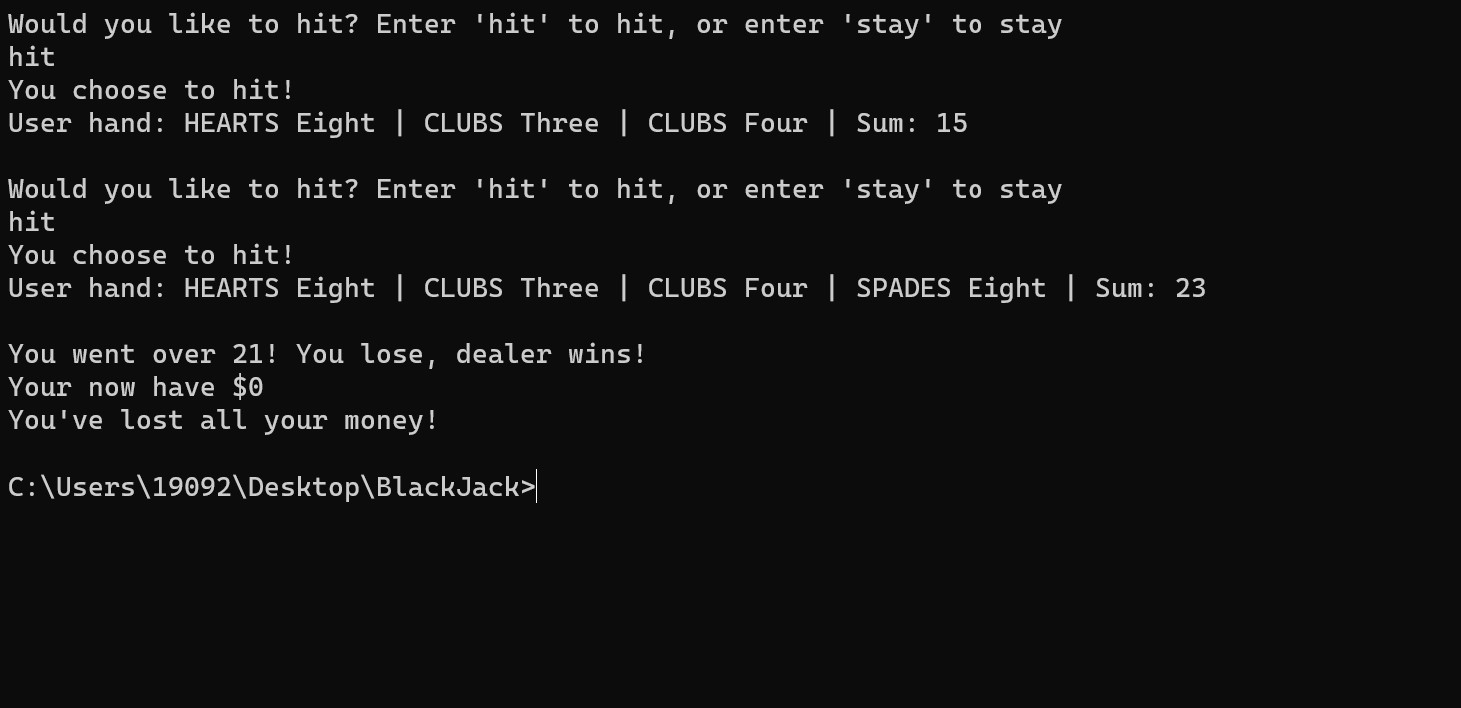 Would you like to hit? Enter 'hit' to hit, or enter 'stay' to stay
hit
You choose to hit!
User hand: HEARTS Eight | CLUBS Three | CLUBS Four | Sum: 15
Would you like to hit? Enter 'hit' to hit, or enter 'stay' to stay
hit
You choose to hit!
User hand: HEARTS Eight | CLUBS Three | CLUBS Four | SPADES Eight | Sum: 23
You went over 21! You lose, dealer wins!
Your now have $0
You've lost all your money!
C:\Users\19092\Desktop\BlackJack>